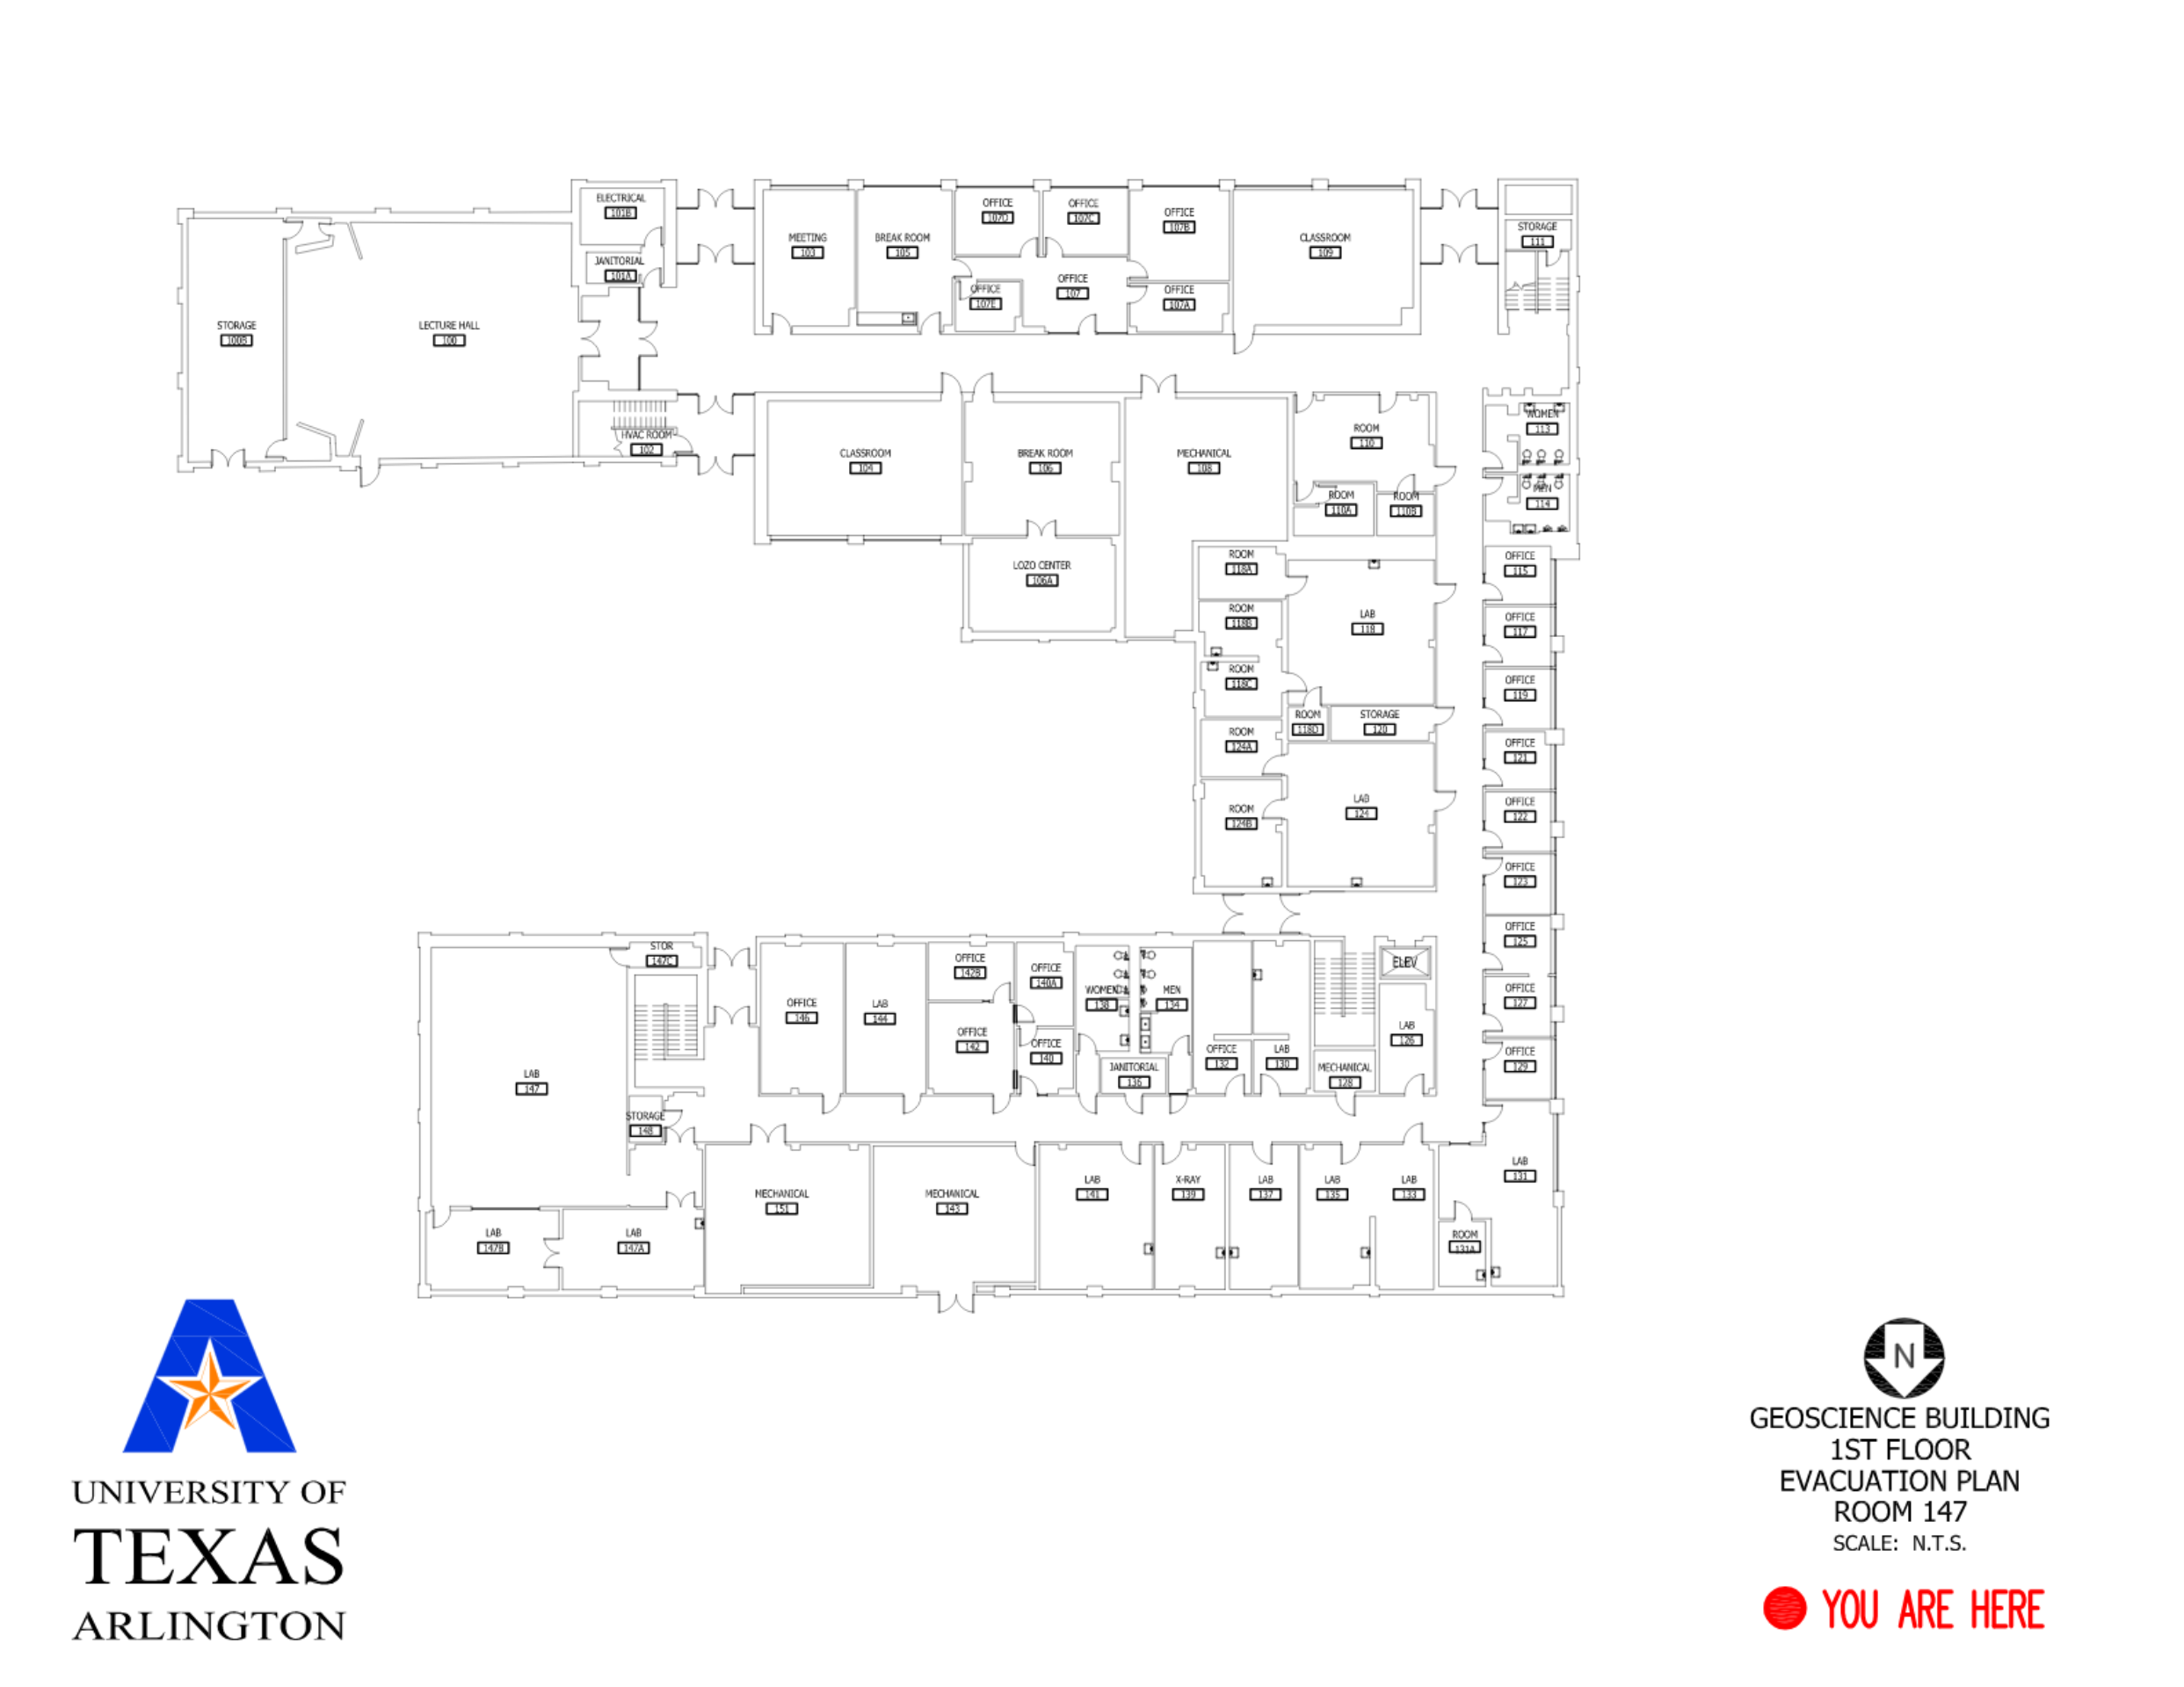 ELECTRICAL
101B
JANITORIAL
101A
STORAGE
100B
LECTURE HALL
100
HVAC ROOM
102
MEETING
103
BREAK ROOM
105
OFFICE
107D
OFFICE
107C
OFFICE
107B
OFFICE
107E
OFFICE
107
OFFICE
107A
CLASSROOM
109
STORAGE
111
CLASSROOM
104
BREAK ROOM
106
LOZO CENTER
106A
MECHANICAL
108
ROOM
110
ROOM
110A
ROOM
110B
WOMEN
113
MEN
114
OFFICE
115
OFFICE
117
OFFICE
119
OFFICE
121
OFFICE
122
OFFICE
123
OFFICE
125
OFFICE
127
OFFICE
129
ROOM
118A
ROOM
118B
ROOM
118C
LAB
118
ROOM
118D
STORAGE
120
ROOM
124A
ROOM
124B
LAB
124
STOR
147C
LAB
147
STORAGE
148
LAB
147B
LAB
147A
OFFICE
146
LAB
144
OFFICE
142B
OFFICE
142
OFFICE
140A
OFFICE
140
WOMEN
138
MEN
134
JANITORIAL
136
OFFICE
132
LAB
130
MECHANICAL
128
ELEV
LAB
126
MECHANICAL
151
MECHANICAL
143
LAB
141
X-RAY
139
LAB
137
LAB
135
LAB
133
LAB
131
ROOM
131A
UNIVERSITY OF
TEXAS
ARLINGTON
N
GEOSCIENCE BUILDING
1ST FLOOR
EVACUATION PLAN
ROOM 147
SCALE: N.T.S.
YOU ARE HERE